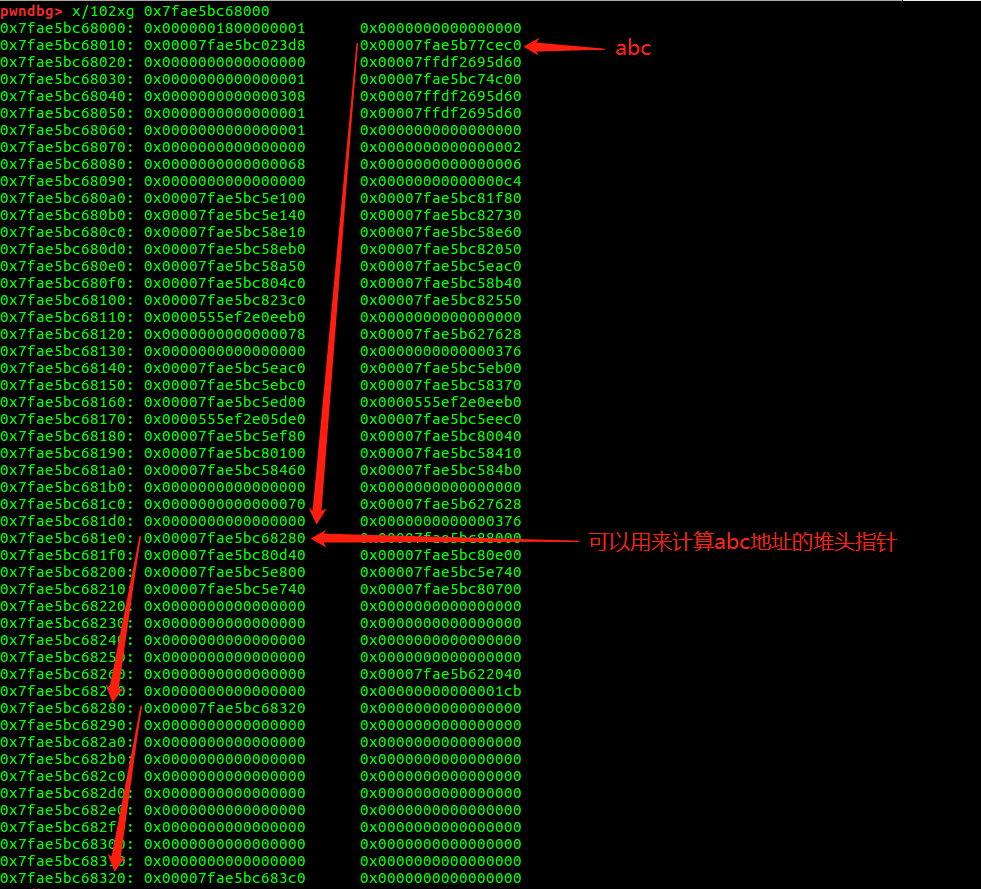 pwndbg> x/102xg 0x7fae5bc68000
0x7fae5bc68000: 0x0000001800000001 0x0000000000000000
0x7fae5bc68010: 0x00007fae5bc023d8 0x00007fae5b77cec0 abc
0x7fae5bc68020: 0x0000000000000000 0x00007ffdf2695d60
0x7fae5bc68030: 0x0000000000000001 0x00007fae5bc74c00
0x7fae5bc68040: 0x0000000000000308 0x00007ffdf2695d60
0x7fae5bc68050: 0x0000000000000001 0x00007ffdf2695d60
0x7fae5bc68060: 0x0000000000000001 0x0000000000000000
0x7fae5bc68070: 0x0000000000000000 0x0000000000000002
0x7fae5bc68080: 0x0000000000000068 0x0000000000000006
0x7fae5bc68090: 0x0000000000000000 0x00000000000000c4
0x7fae5bc680a0: 0x00007fae5bc5e100 0x00007fae5bc81f80
0x7fae5bc680b0: 0x00007fae5bc5e140 0x00007fae5bc82730
0x7fae5bc680c0: 0x00007fae5bc58e10 0x00007fae5bc58e60
0x7fae5bc680d0: 0x00007fae5bc58eb0 0x00007fae5bc82050
0x7fae5bc680e0: 0x00007fae5bc58a50 0x00007fae5bc5eac0
0x7fae5bc680f0: 0x00007fae5bc804c0 0x00007fae5bc58b40
0x7fae5bc68100: 0x00007fae5bc823c0 0x00007fae5bc82550
0x7fae5bc68110: 0x0000555ef2e0eeb0 0x0000000000000000
0x7fae5bc68120: 0x0000000000000078 0x00007fae5b627628
0x7fae5bc68130: 0x0000000000000000 0x0000000000000376
0x7fae5bc68140: 0x00007fae5bc5eac0 0x00007fae5bc5eb00
0x7fae5bc68150: 0x00007fae5bc5ebc0 0x00007fae5bc58370
0x7fae5bc68160: 0x00007fae5bc5ed00 0x0000555ef2e0eeb0
0x7fae5bc68170: 0x0000555ef2e05de0 0x00007fae5bc5eec0
0x7fae5bc68180: 0x00007fae5bc5ef80 0x00007fae5bc80040
0x7fae5bc68190: 0x00007fae5bc80100 0x00007fae5bc58410
0x7fae5bc681a0: 0x00007fae5bc58460 0x00007fae5bc584b0
0x7fae5bc681b0: 0x0000000000000000 0x0000000000000000
0x7fae5bc681c0: 0x0000000000000070 0x00007fae5b627628
0x7fae5bc681d0: 0x0000000000000000 0x0000000000000376
0x7fae5bc681e0: 0x00007fae5bc68280 0x00007fae5bc88000 可以用来计算abc地址的堆头指针
0x7fae5bc681f0: 0x00007fae5bc80d40 0x00007fae5bc80e00
0x7fae5bc68200: 0x00007fae5bc5e800 0x00007fae5bc5e740
0x7fae5bc68210: 0x00007fae5bc5e740 0x00007fae5bc80700
0x7fae5bc68220: 0x0000000000000000 0x0000000000000000
0x7fae5bc68230: 0x0000000000000000 0x0000000000000000
0x7fae5bc68240: 0x0000000000000000 0x0000000000000000
0x7fae5bc68250: 0x0000000000000000 0x0000000000000000
0x7fae5bc68260: 0x0000000000000000 0x00007fae5b622040
0x7fae5bc68270: 0x0000000000000000 0x00000000000001cb
0x7fae5bc68280: 0x00007fae5bc68320 0x0000000000000000
0x7fae5bc68290: 0x0000000000000000 0x0000000000000000
0x7fae5bc682a0: 0x0000000000000000 0x0000000000000000
0x7fae5bc682b0: 0x0000000000000000 0x0000000000000000
0x7fae5bc682c0: 0x0000000000000000 0x0000000000000000
0x7fae5bc682d0: 0x0000000000000000 0x0000000000000000
0x7fae5bc682e0: 0x0000000000000000 0x0000000000000000
0x7fae5bc682f0: 0x0000000000000000 0x0000000000000000
0x7fae5bc68300: 0x0000000000000000 0x0000000000000000
0x7fae5bc68310: 0x0000000000000000 0x0000000000000000
0x7fae5bc68320: 0x00007fae5bc683c0 0x0000000000000000